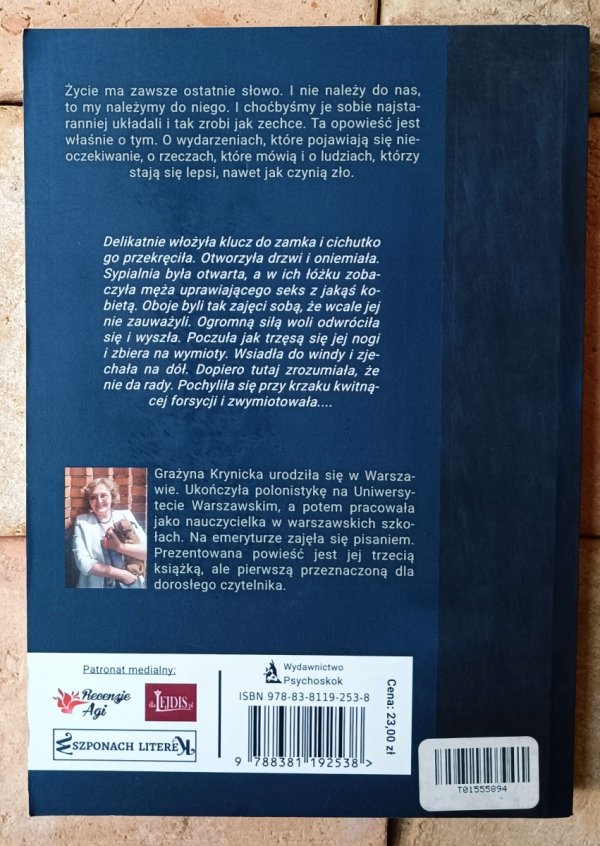 Życie ma zawsze ostatnie słowo. I nie należy do nas,
to my należymy do niego. I choćbyśmy je sobie najsta-
ranniej układali i tak zrobi jak zechce. Ta opowieść jest
właśnie o tym. O wydarzeniach, które pojawiają się nie-
oczekiwanie, o rzeczach, które mówią i o ludziach, którzy
stają się lepsi, nawet jak czynią zło.
Delikatnie włożyła klucz do zamka i cichutko
go przekręciła. Otworzyła drzwi i oniemiała.
Sypialnia była otwarta, a w ich łóżku zoba-
czyła męża uprawiającego seks z jakąś ko-
bietą. Oboje byli tak zajęci sobą, że wcale jej
nie zauważyli. Ogromną siłą woli odwróciła
się i wyszła. Poczuła jak trzęsą się jej nogi
i zbiera na wymioty. Wsiadła do windy i zje-
chała na dół. Dopiero tutaj zrozumiała, że
nie da rady. Pochyliła się przy krzaku kwitną-
cej forsycji i zwymiotowała....
Grażyna Krynicka urodziła się w Warsza-
wie. Ukończyła polonistykę na Uniwersy-
tecie Warszawskim, a potem pracowała
jako nauczycielka w warszawskich szko-
łach. Na emeryturze zajęła się pisaniem.
Prezentowana powieść jest jej trzecią
książką, ale pierwszą przeznaczoną dla
dorosłego czytelnika.
Patronat medialny:
Recenzje
Agi
dlaLEJDIS.pl
W SZPONACH LITEREK
Wydawnictwo
Psychoskok
ISBN 978-83-8119-253-8
9 788381 192538 >
Cena: 23,00 zł
T01555894